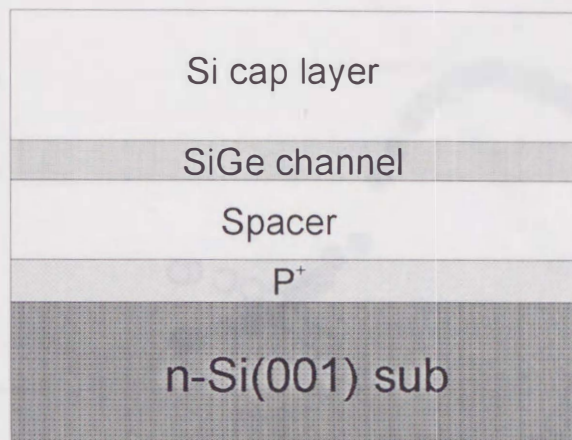 Si cap layer
SiGe channel
Spacer
P⁺
n-Si(001) sub